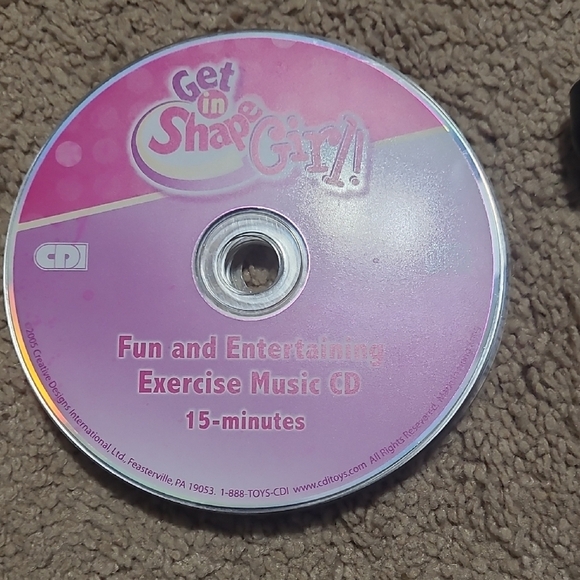 Get
in
Shape
Girl!
CDI
Fun and Entertaining
Exercise Music CD
15-minutes
©2005 Creative Designs International, Ltd. Feasterville, PA 19053. 1-888-TOYS-CDI www.cditoys.com All Rights Reserved.